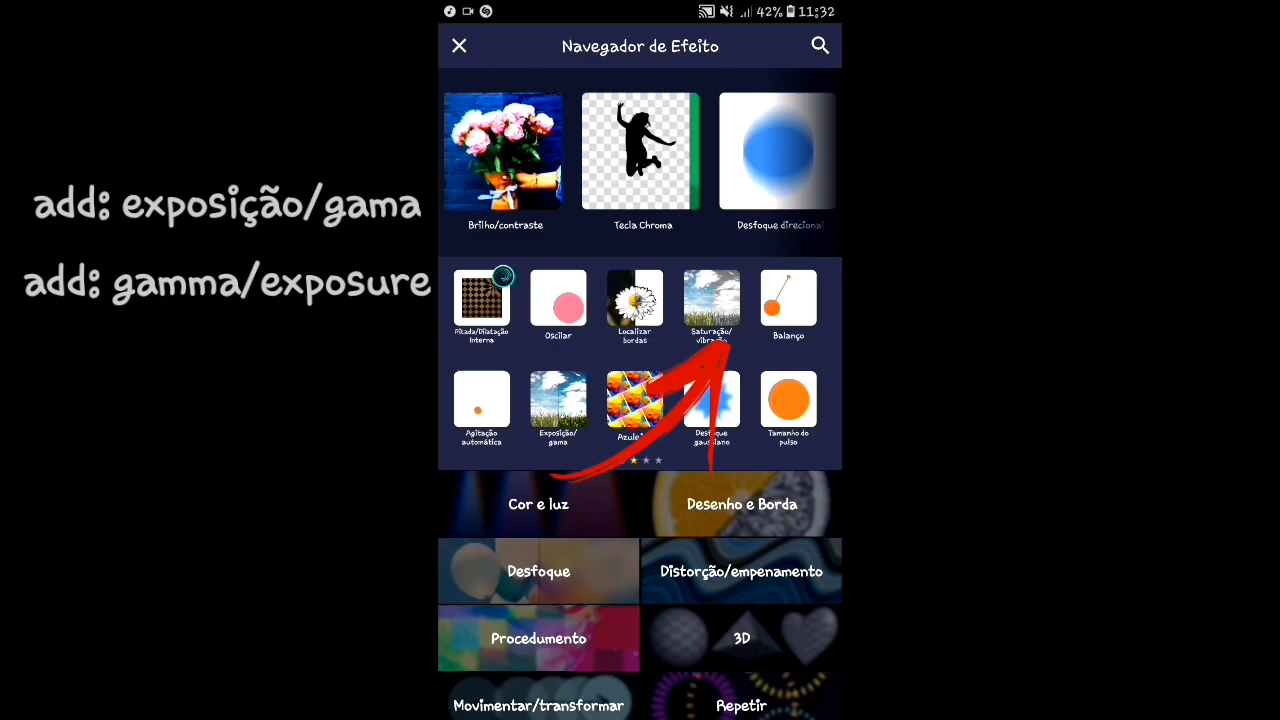 42% 11:32
Navegador de Efeito
Brilho/contraste
Tecla Chroma
Desfoque direcional
add: exposição/gama
add: gamma/exposure
Pitada/Dilatação
interna
Oscilar
Localizar
bordas
Saturação/
vibração
Balanço
Agitação
automática
Exposição/
gama
Desfoque
gaussiano
Tamanho do
pulso
Cor e luz
Desenho e Borda
Desfoque
Distorção/empenamento
Procedumento
3D
Movimentar/transformar
Repetir